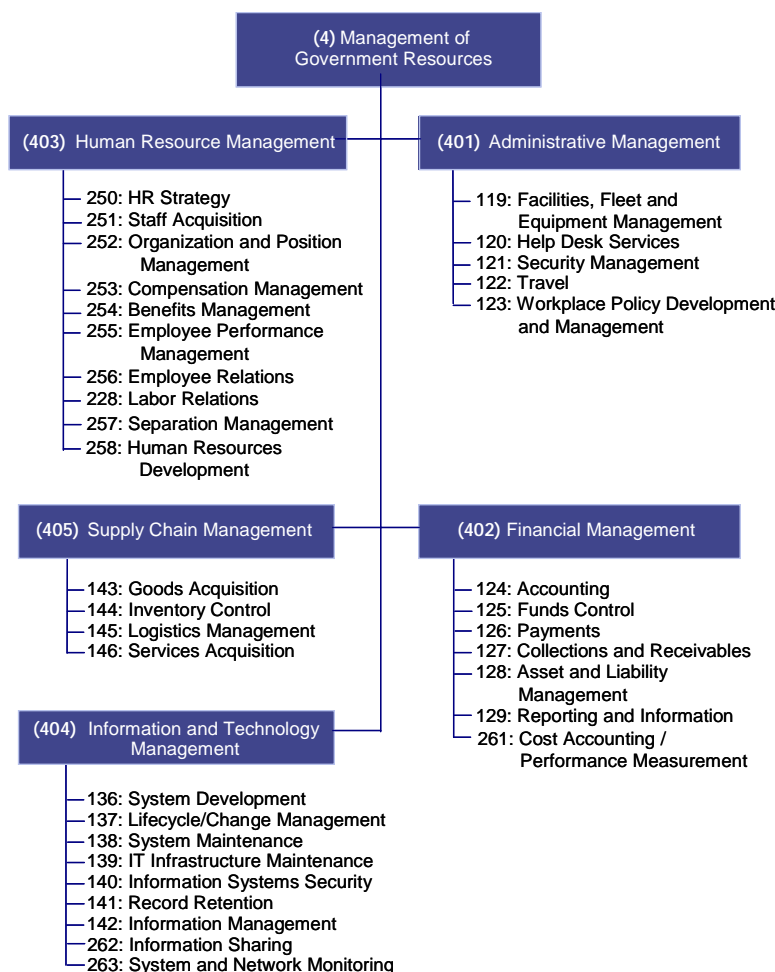 (4) Management of
Government Resources
(403) Human Resource Management
250: HR Strategy
251: Staff Acquisition
252: Organization and Position
Management
253: Compensation Management
254: Benefits Management
255: Employee Performance
Management
256: Employee Relations
228: Labor Relations
257: Separation Management
258: Human Resources
Development
(401) Administrative Management
119: Facilities, Fleet and
Equipment Management
120: Help Desk Services
121: Security Management
122: Travel
123: Workplace Policy Development
and Management
(405) Supply Chain Management
143: Goods Acquisition
144: Inventory Control
145: Logistics Management
146: Services Acquisition
(402) Financial Management
124: Accounting
125: Funds Control
126: Payments
127: Collections and Receivables
128: Asset and Liability
Management
129: Reporting and Information
261: Cost Accounting /
Performance Measurement
(404) Information and Technology
Management
136: System Development
137: Lifecycle/Change Management
138: System Maintenance
139: IT Infrastructure Maintenance
140: Information Systems Security
141: Record Retention
142: Information Management
262: Information Sharing
263: System and Network Monitoring